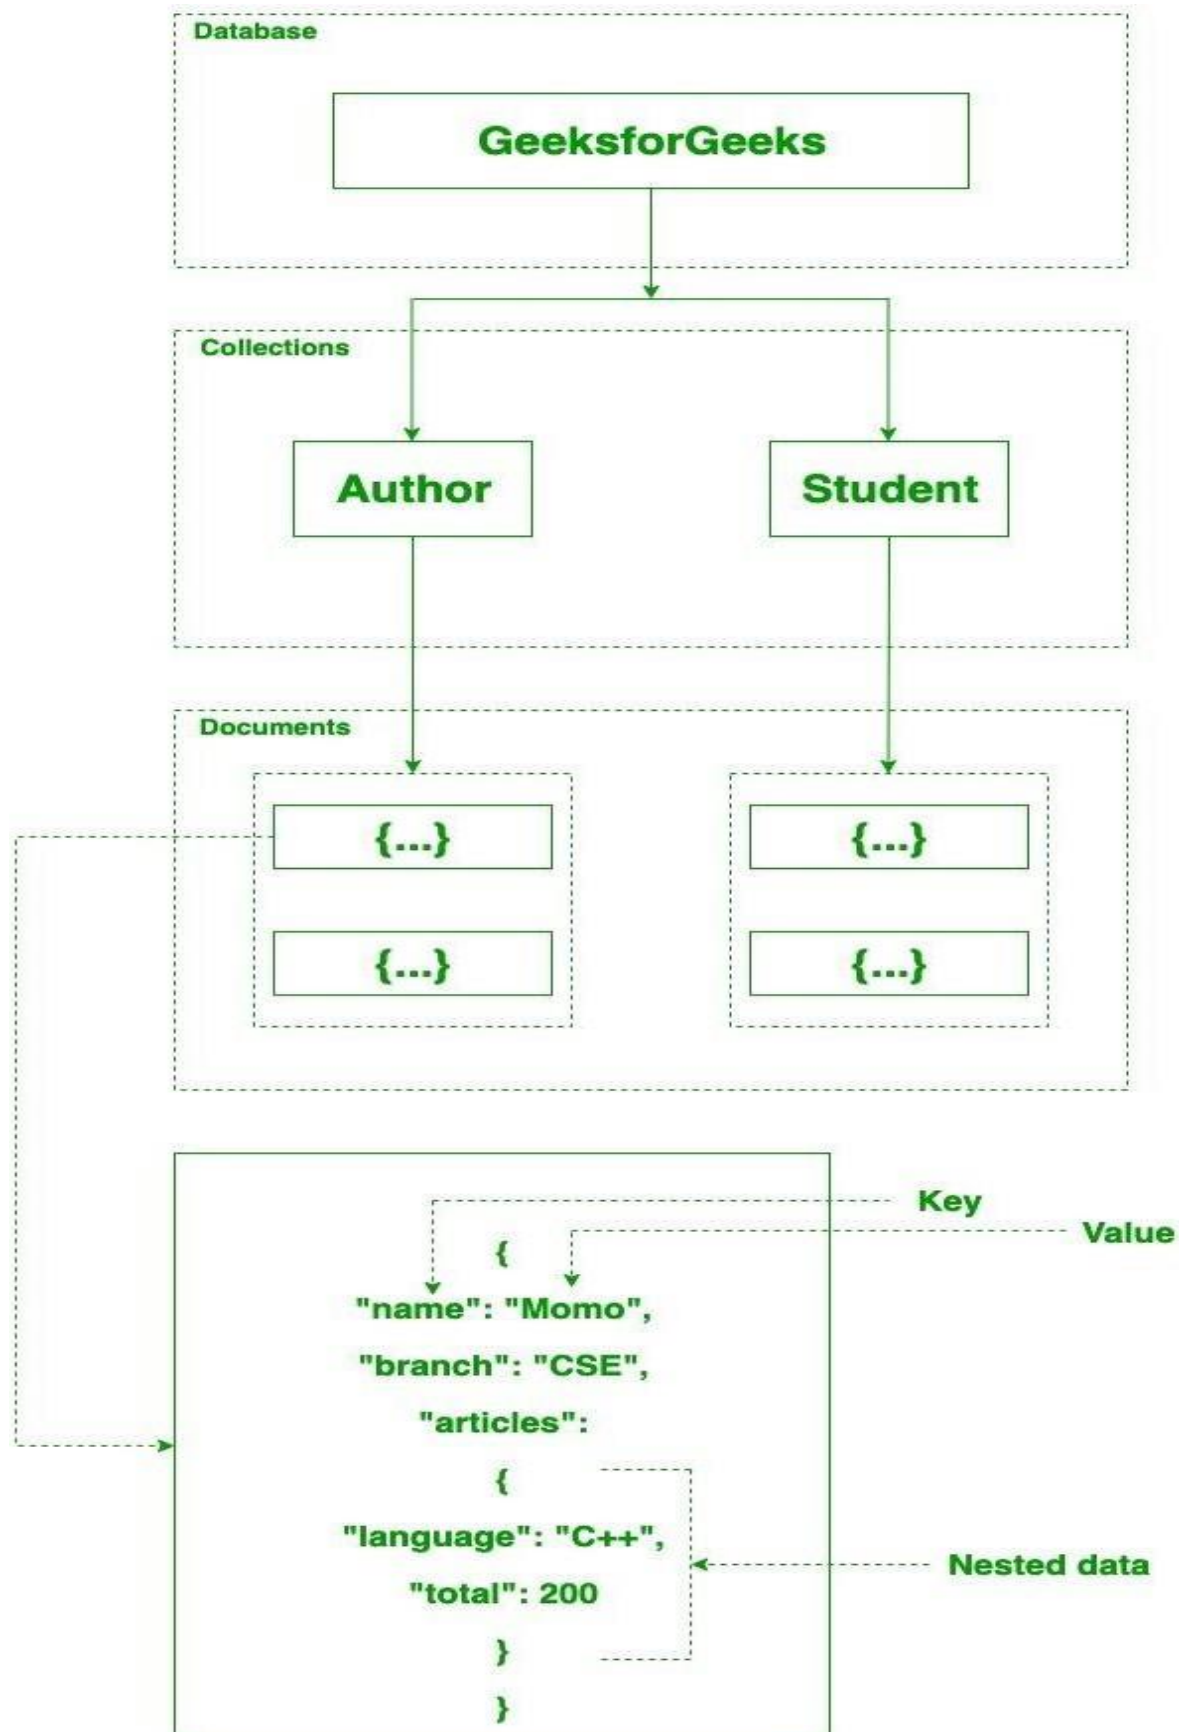 Database
GeeksforGeeks
Collections
Author
Student
Documents
{...}
{...}
{...}
{...}
Key
Value
{
"name": "Momo",
"branch": "CSE",
"articles":
{
"language": "C++",
"total": 200
Nested data
}
}